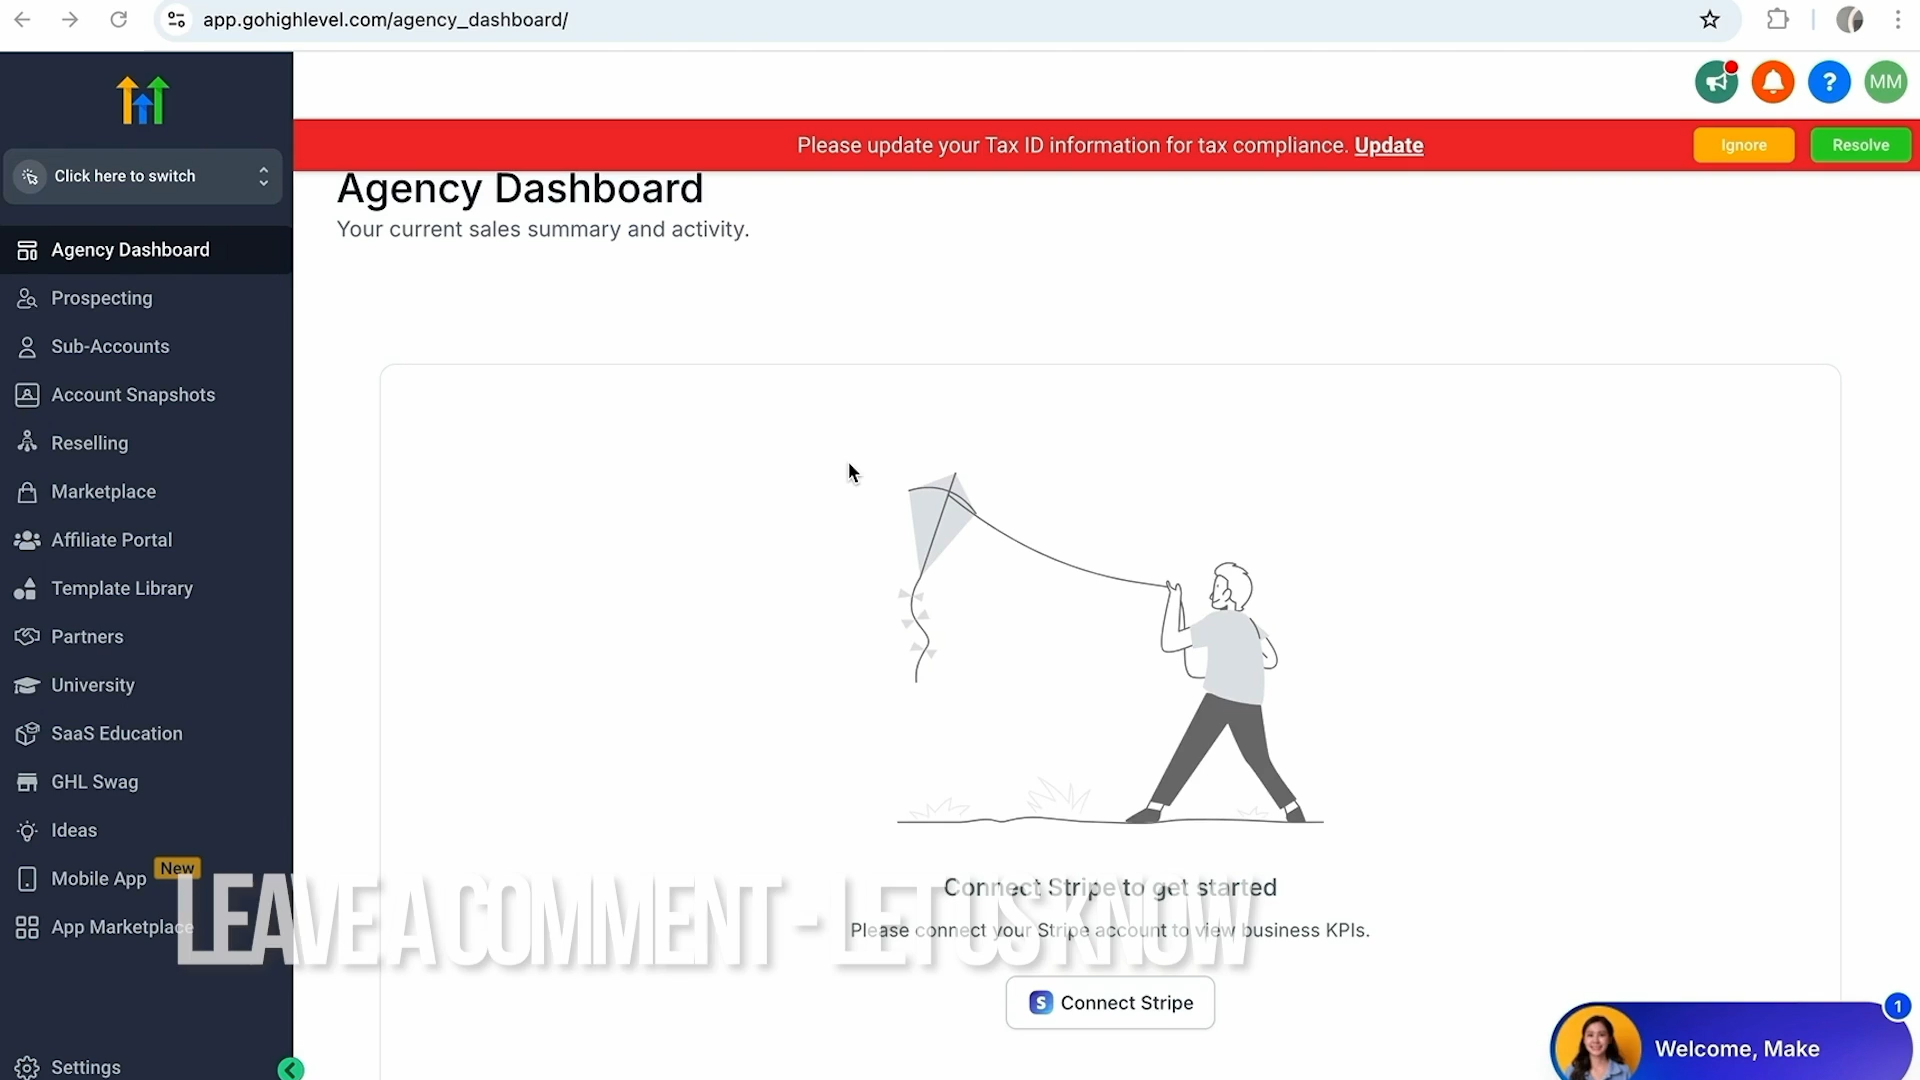 app.gohighlevel.com/agency_dashboard/
MM
Please update your Tax ID information for tax compliance. Update
Ignore
Resolve
Click here to switch
Agency Dashboard
Your current sales summary and activity.
Agency Dashboard
Prospecting
Sub-Accounts
Account Snapshots
Reselling
Marketplace
Affiliate Portal
Template Library
Partners
University
SaaS Education
GHL Swag
Ideas
Mobile App
New
App Marketplace
Settings
LEAVE A COMMENT - LET US KNOW
Connect Stripe to get started
Please connect your Stripe account to view business KPIs.
S Connect Stripe
1
Welcome, Make